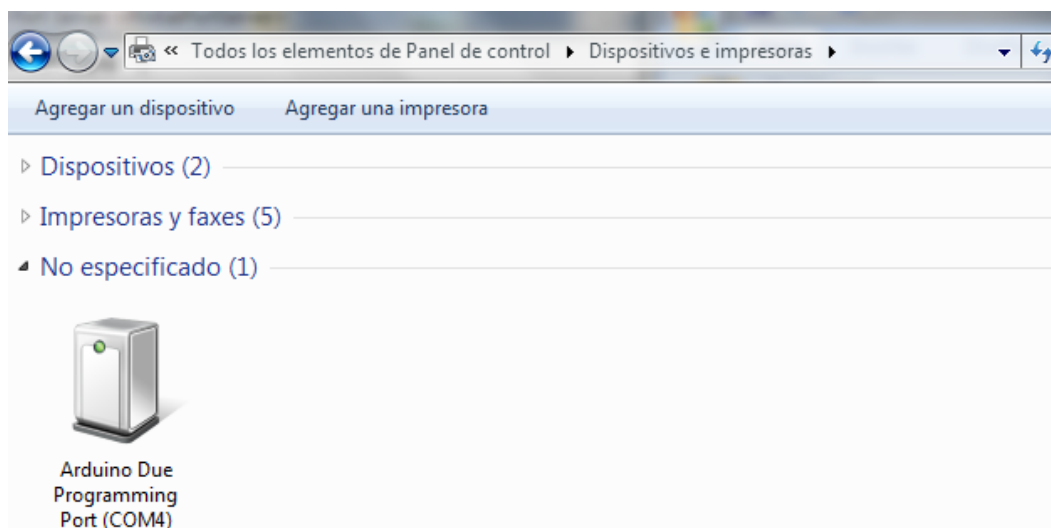 « Todos los elementos de Panel de control ▸ Dispositivos e impresoras ▸
Agregar un dispositivo Agregar una impresora
Dispositivos (2)
Impresoras y faxes (5)
No especificado (1)
Arduino Due
Programming
Port (COM4)